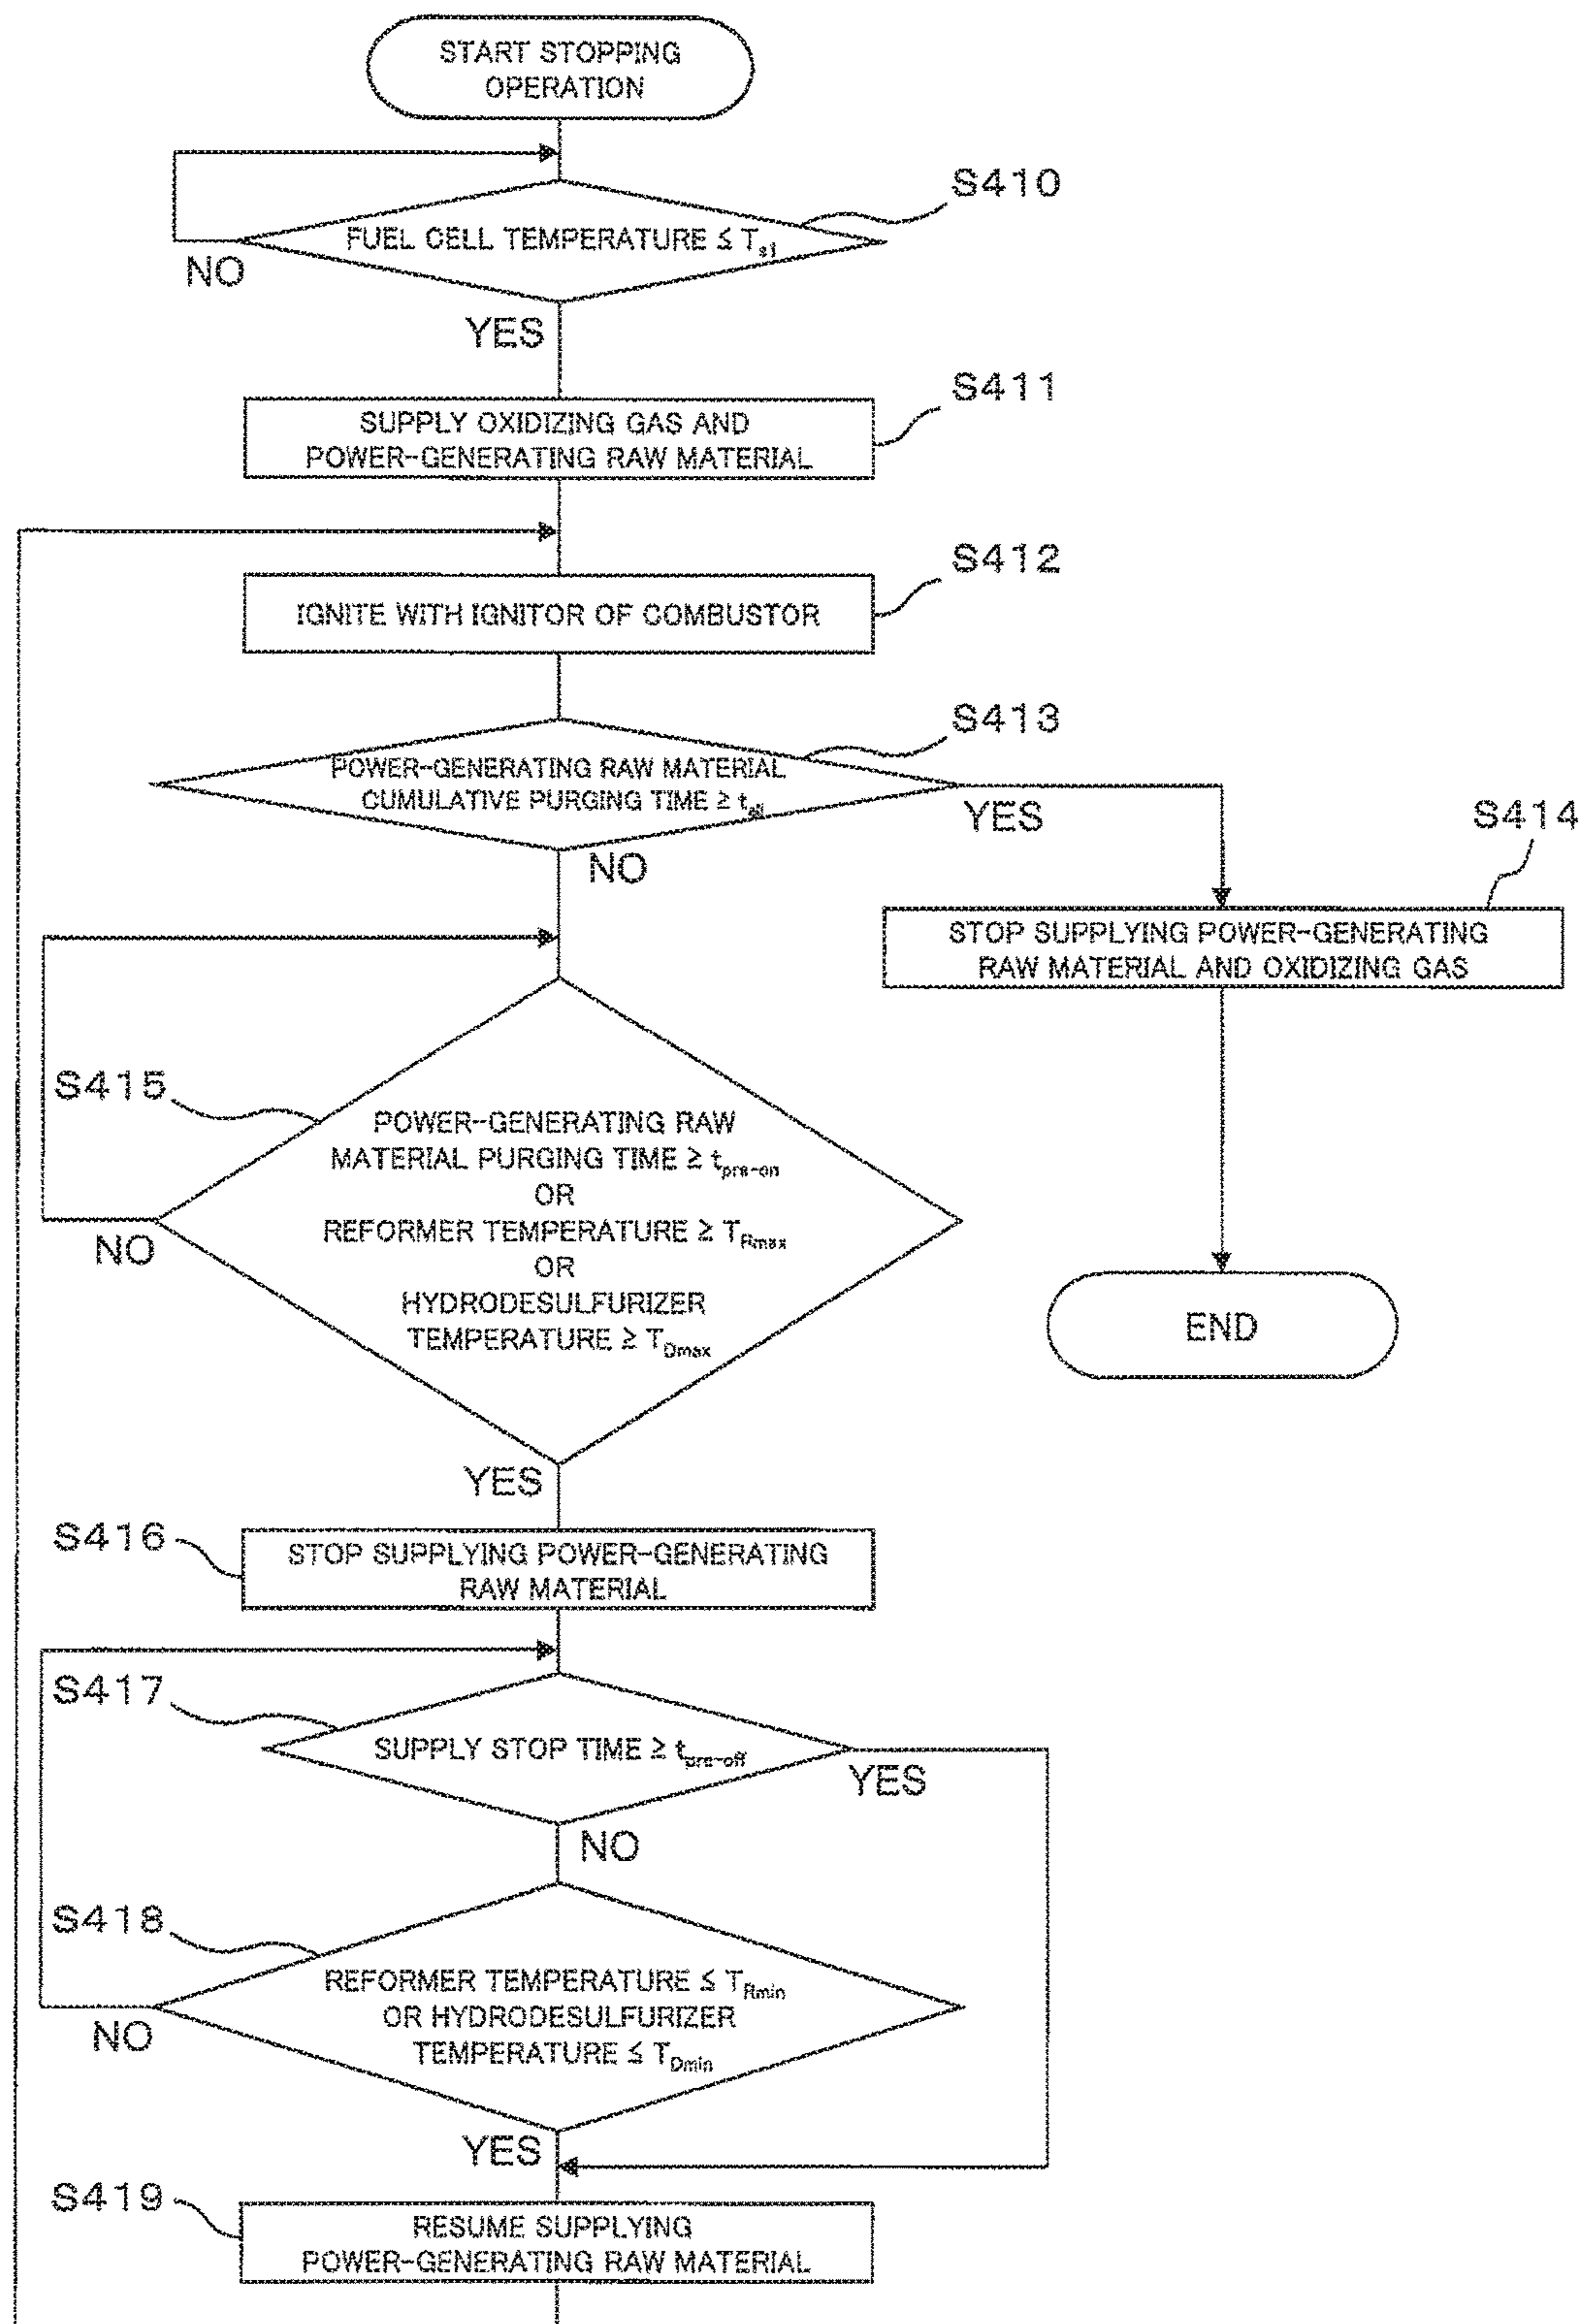 START STOPPING
OPERATION
S410
FUEL CELL TEMPERATURE ≤ Ts1
NO
YES
S411
SUPPLY OXIDIZING GAS AND
POWER-GENERATING RAW MATERIAL
S412
IGNITE WITH IGNITOR OF COMBUSTOR
S413
POWER-GENERATING RAW MATERIAL
CUMULATIVE PURGING TIME ≥ tall
YES
NO
S414
STOP SUPPLYING POWER-GENERATING
RAW MATERIAL AND OXIDIZING GAS
S415
POWER-GENERATING RAW
MATERIAL PURGING TIME ≥ tpre-on
OR
REFORMER TEMPERATURE ≥ TRmax
OR
HYDRODESULFURIZER
TEMPERATURE ≥ TDmax
NO
END
YES
S416
STOP SUPPLYING POWER-GENERATING
RAW MATERIAL
S417
SUPPLY STOP TIME ≥ tpre-off
YES
NO
S418
REFORMER TEMPERATURE ≤ TRmin
OR HYDRODESULFURIZER
TEMPERATURE ≤ TDmin
NO
YES
S419
RESUME SUPPLYING
POWER-GENERATING RAW MATERIAL